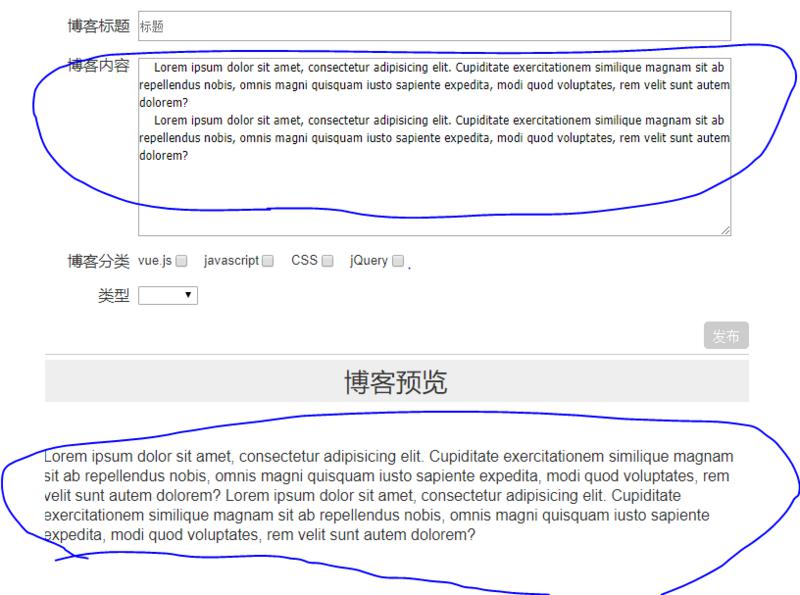 博客标题 标题
博客内容 Lorem ipsum dolor sit amet, consectetur adipisicing elit. Cupiditate exercitationem similique magnam sit ab
repellendus nobis, omnis magni quisquam iusto sapiente expedita, modi quod voluptates, rem velit sunt autem
dolorem?
Lorem ipsum dolor sit amet, consectetur adipisicing elit. Cupiditate exercitationem similique magnam sit ab
repellendus nobis, omnis magni quisquam iusto sapiente expedita, modi quod voluptates, rem velit sunt autem
dolorem?
博客分类 vue.js javascript CSS jQuery .
类型
发布
博客预览
Lorem ipsum dolor sit amet, consectetur adipisicing elit. Cupiditate exercitationem similique magnam
sit ab repellendus nobis, omnis magni quisquam iusto sapiente expedita, modi quod voluptates, rem
velit sunt autem dolorem? Lorem ipsum dolor sit amet, consectetur adipisicing elit. Cupiditate
exercitationem similique magnam sit ab repellendus nobis, omnis magni quisquam iusto sapiente
expedita, modi quod voluptates, rem velit sunt autem dolorem?